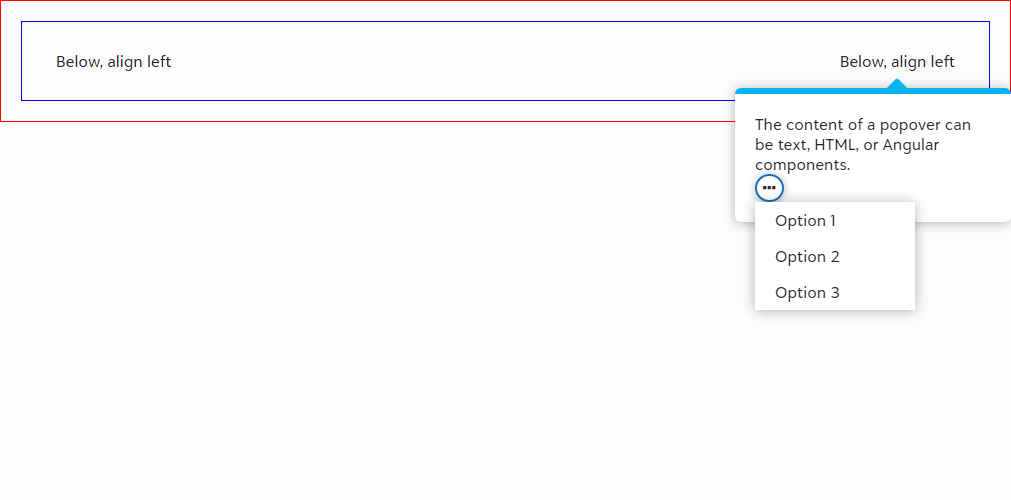 Below, align left
Below, align left
The content of a popover can
be text, HTML, or Angular
components.
Option 1
Option 2
Option 3